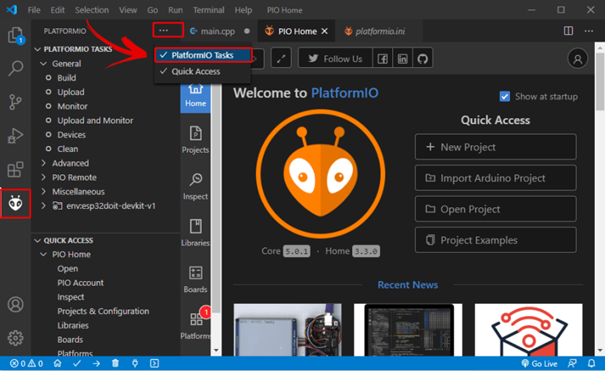 File Edit Selection View Go Run Terminal Help PIO Home
PLATFORMIO
main.cpp
PIO Home
platformio.ini
PLATFORMIO TASKS
General
Build
Upload
Monitor
Upload and Monitor
Devices
Clean
Advanced
PIO Remote
Miscellaneous
env:esp32doit-devkit-v1
QUICK ACCESS
PIO Home
Open
PIO Account
Inspect
Projects & Configuration
Libraries
Boards
Platforms
PlatformIO Tasks
Quick Access
Home
Projects
Inspect
Libraries
Boards
1
Platforms
Follow Us
Welcome to PlatformIO
Show at startup
Core 5.0.1 · Home 3.3.0
Quick Access
New Project
Import Arduino Project
Open Project
Project Examples
Recent News
1
0 0
Go Live